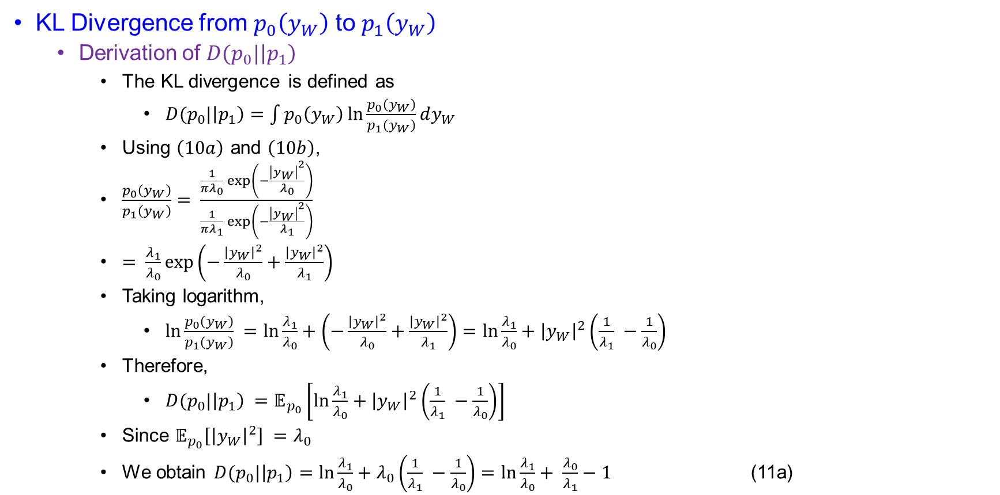 • KL Divergence from $p_0(y_W)$ to $p_1(y_W)$
• Derivation of $D(p_0||p_1)$
• The KL divergence is defined as
• $D(p_0||p_1) = \int p_0(y_W) \ln \frac{p_0(y_W)}{p_1(y_W)} dy_W$
• Using $(10a)$ and $(10b)$,
• $\frac{p_0(y_W)}{p_1(y_W)} = \frac{\frac{1}{\pi\lambda_0} \exp\left(-\frac{|y_W|^2}{\lambda_0}\right)}{\frac{1}{\pi\lambda_1} \exp\left(-\frac{|y_W|^2}{\lambda_1}\right)}$
• $= \frac{\lambda_1}{\lambda_0} \exp\left(-\frac{|y_W|^2}{\lambda_0} + \frac{|y_W|^2}{\lambda_1}\right)$
• Taking logarithm,
• $\ln \frac{p_0(y_W)}{p_1(y_W)} = \ln \frac{\lambda_1}{\lambda_0} + \left(-\frac{|y_W|^2}{\lambda_0} + \frac{|y_W|^2}{\lambda_1}\right) = \ln \frac{\lambda_1}{\lambda_0} + |y_W|^2 \left(\frac{1}{\lambda_1} - \frac{1}{\lambda_0}\right)$
• Therefore,
• $D(p_0||p_1) = \mathbb{E}_{p_0}\left[\ln \frac{\lambda_1}{\lambda_0} + |y_W|^2 \left(\frac{1}{\lambda_1} - \frac{1}{\lambda_0}\right)\right]$
• Since $\mathbb{E}_{p_0}[|y_W|^2] = \lambda_0$
• We obtain $D(p_0||p_1) = \ln \frac{\lambda_1}{\lambda_0} + \lambda_0 \left(\frac{1}{\lambda_1} - \frac{1}{\lambda_0}\right) = \ln \frac{\lambda_1}{\lambda_0} + \frac{\lambda_0}{\lambda_1} - 1$ (11a)